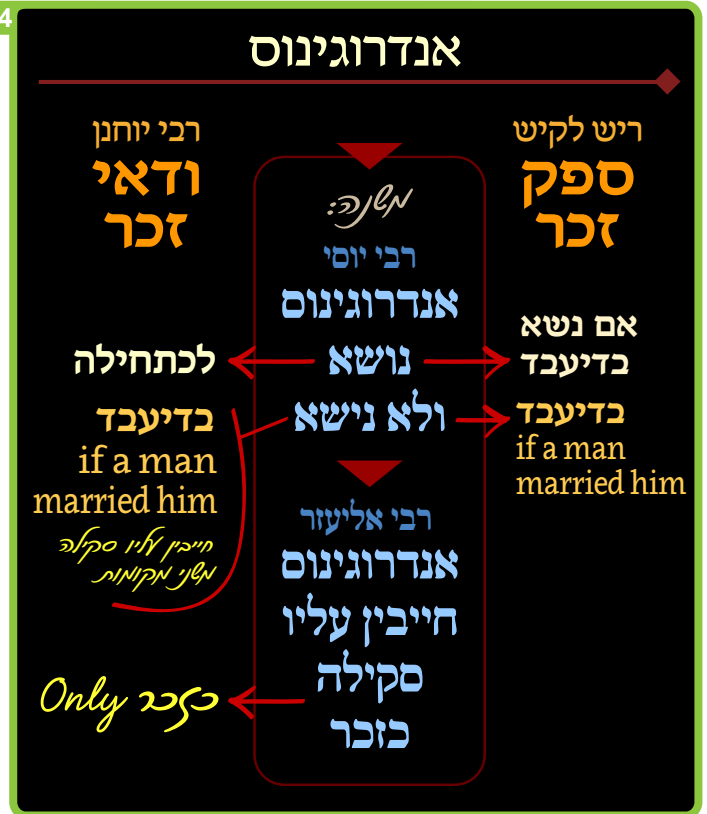 4
אנדרוגינוס
ריש לקיש
ספק
זכר
אם נשא
בדיעבד
בדיעבד
if a man
married him
משנה:
רבי יוסי
אנדרוגינוס
נושא
ולא נישא
רבי אליעזר
אנדרוגינוס
חייבין עליו
סקילה
כזכר
רבי יוחנן
ודאי
זכר
לכתחילה
בדיעבד
if a man
married him
חייבין עליו סקילה
משני מקומות
Only כזכר